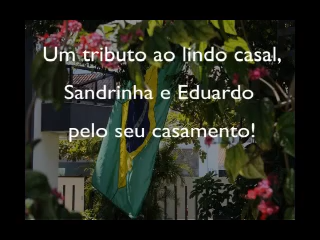 Um tributo ao lindo casal,
Sandrinha e Eduardo
pelo seu casamento!